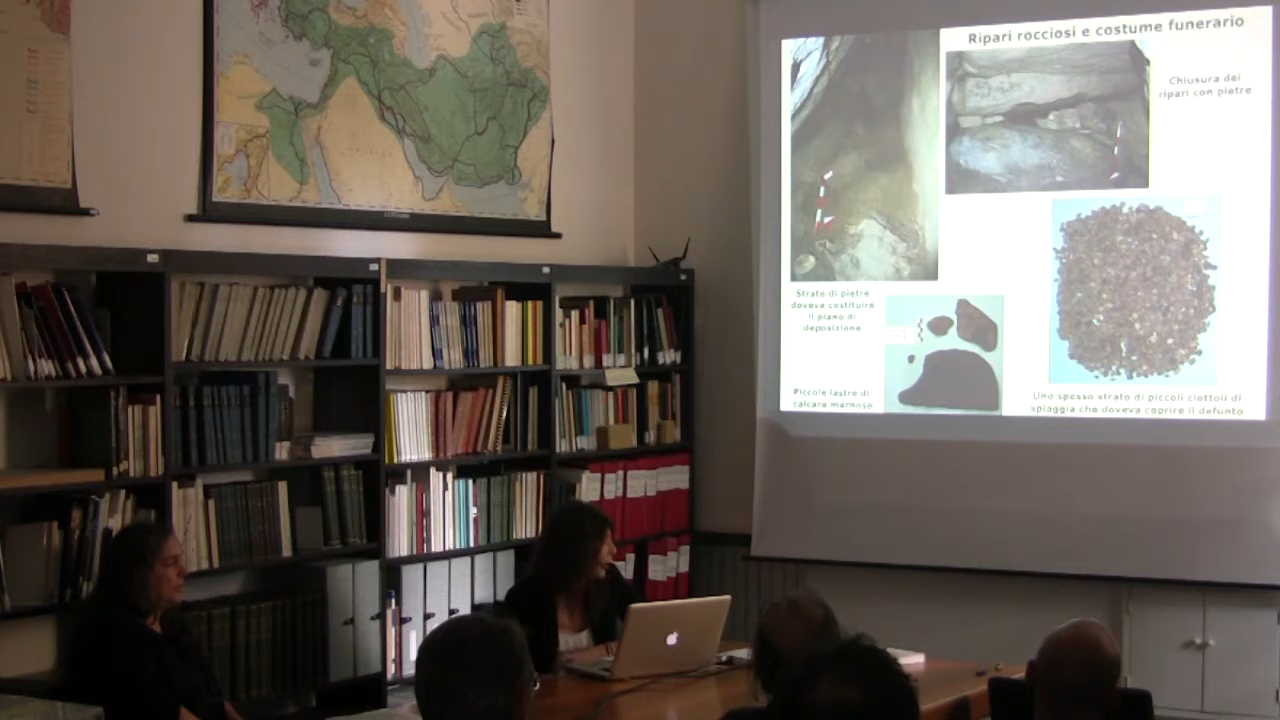 Ripari rocciosi e costume funerario
Chiusura dei
ripari con pietre
Strato di pietre
doveva costituire
il piano di
deposizione
Piccole lastre di
calcare marnoso
Uno spesso strato di piccoli ciottoli di
spiaggia che doveva coprire il defunto